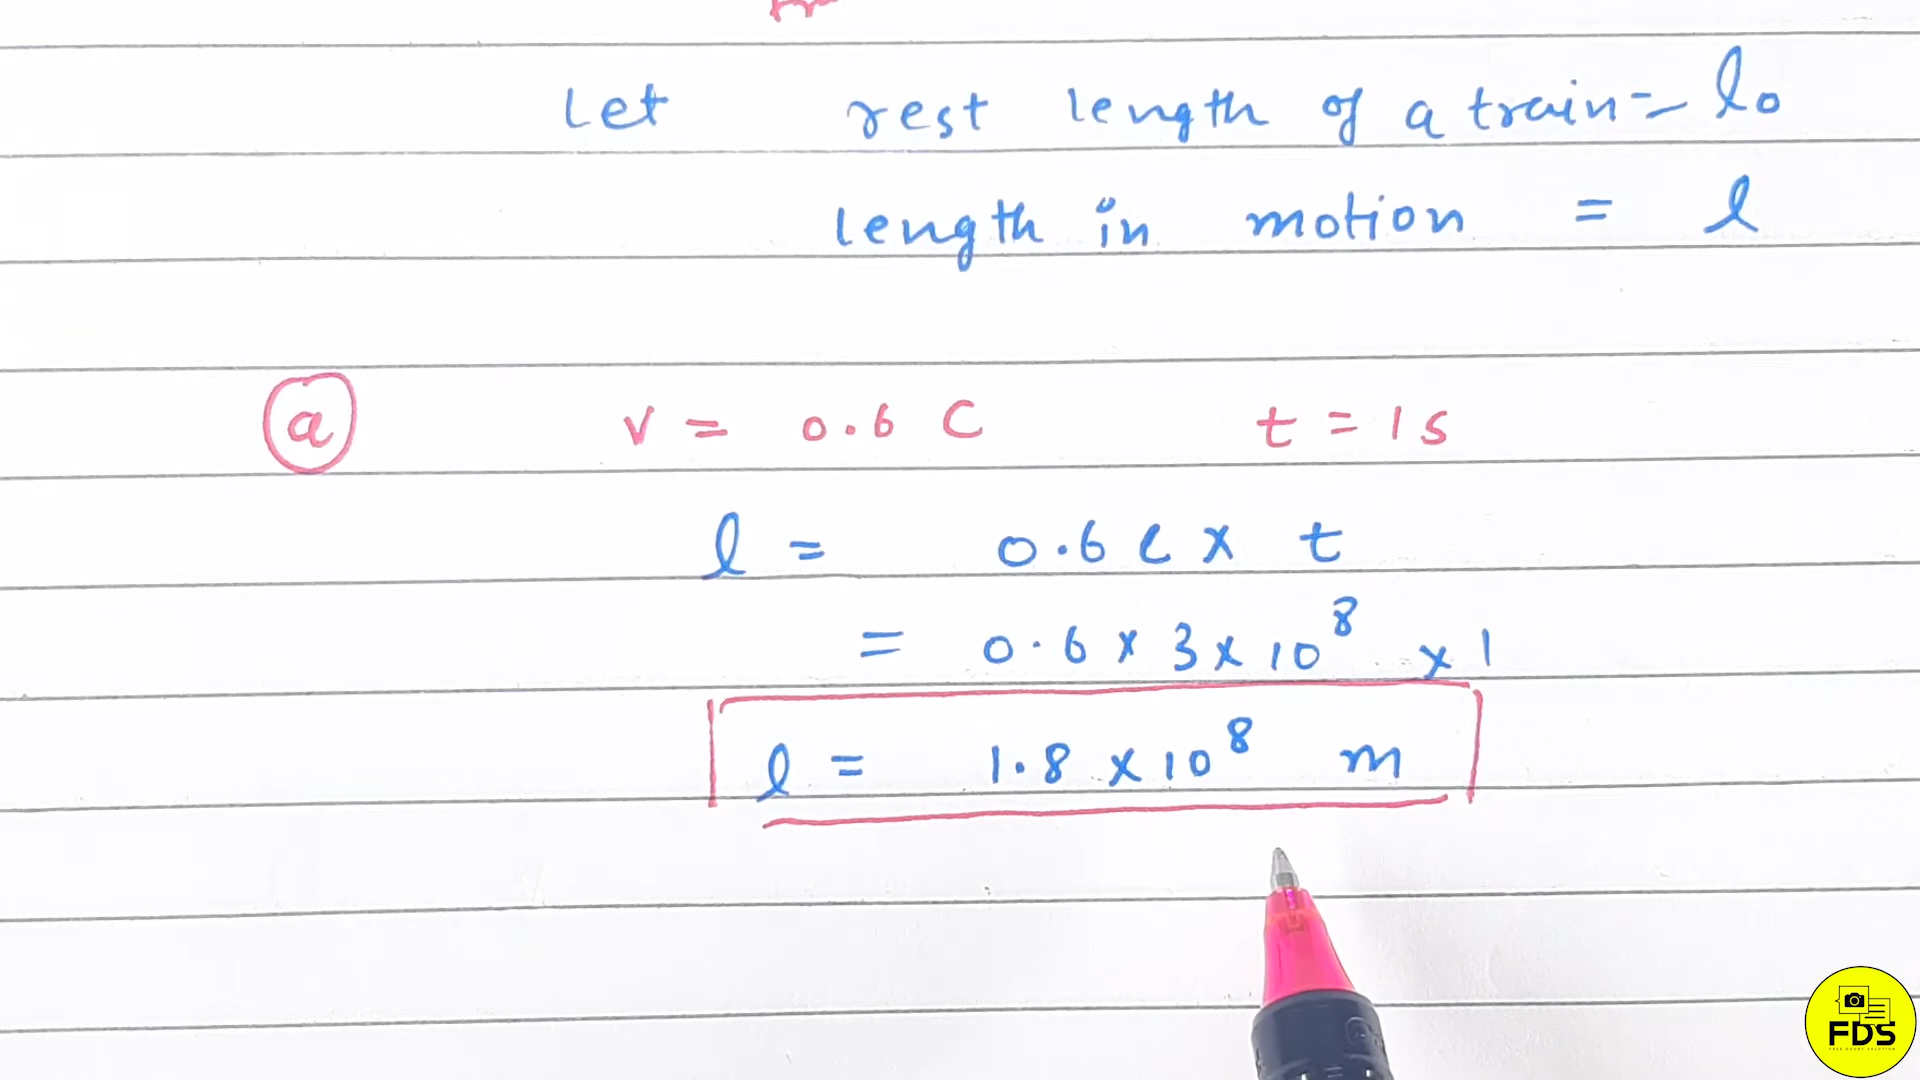 Let rest length of a train = l₀
length in motion = l
a v = 0.6 C t = 1 s
l = 0.6 c × t
= 0.6 × 3 × 10⁸ × 1
l = 1.8 × 10⁸ m
FDS